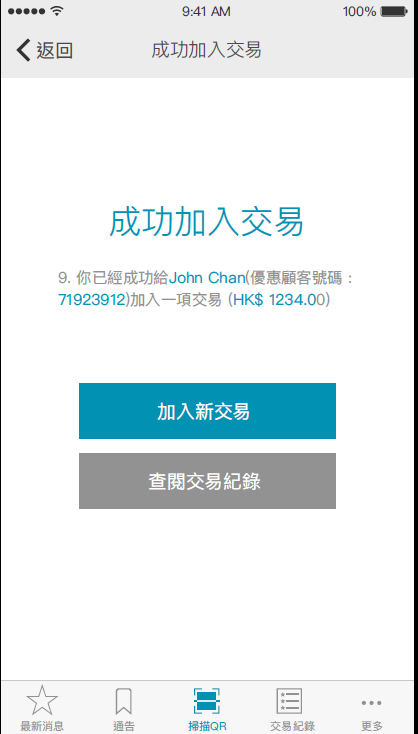 9:41 AM 100%
返回 成功加入交易
成功加入交易
9. 你已經成功給John Chan(優惠顧客號碼：
71923912)加入一項交易 (HK$ 1234.00)
加入新交易
查閱交易紀錄
最新消息 通告 掃描QR 交易紀錄 更多